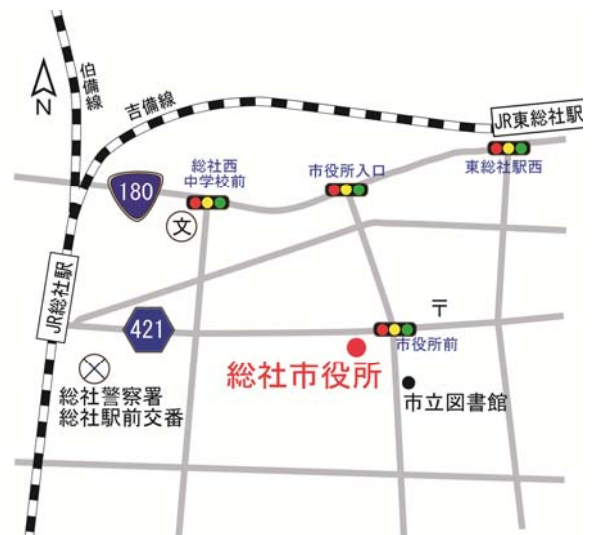 伯備線
吉備線
N
JR東総社駅
総社西
中学校前
市役所入口
東総社駅西
180
文
JR総社駅
421
〒
市役所前
総社市役所
総社警察署
総社駅前交番
市立図書館